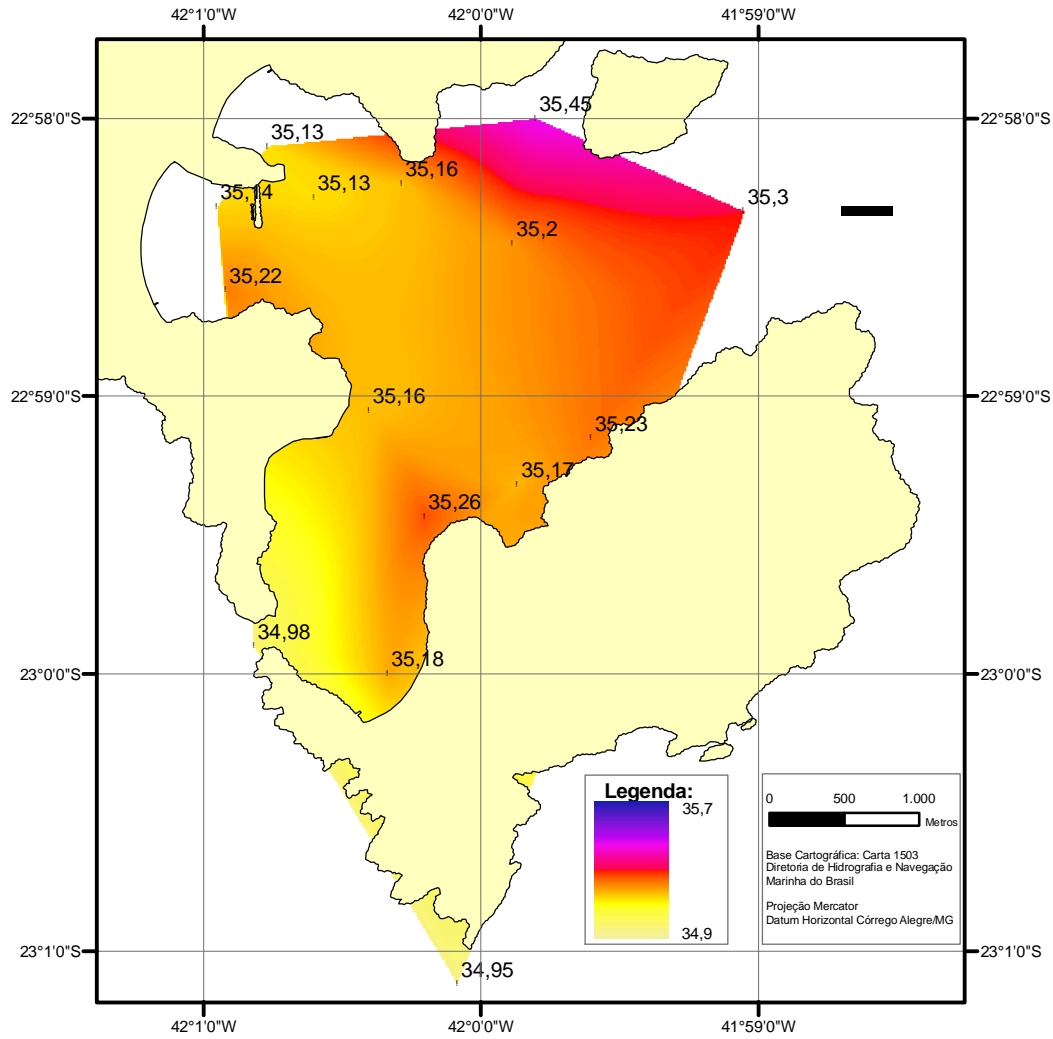 42°1'0"W 42°0'0"W 41°59'0"W
22°58'0"S 22°58'0"S
35,45
35,13
35,16
35,13
35,14
35,3
35,2
35,22
22°59'0"S 22°59'0"S
35,16
35,23
35,17
35,26
34,98
35,18
23°0'0"S 23°0'0"S
Legenda:
35,7
34,9
0 500 1.000
Metros
Base Cartográfica: Carta 1503
Diretoria de Hidrografia e Navegação
Marinha do Brasil
Projeção Mercator
Datum Horizontal Córrego Alegre/MG
23°1'0"S 23°1'0"S
34,95
42°1'0"W 42°0'0"W 41°59'0"W